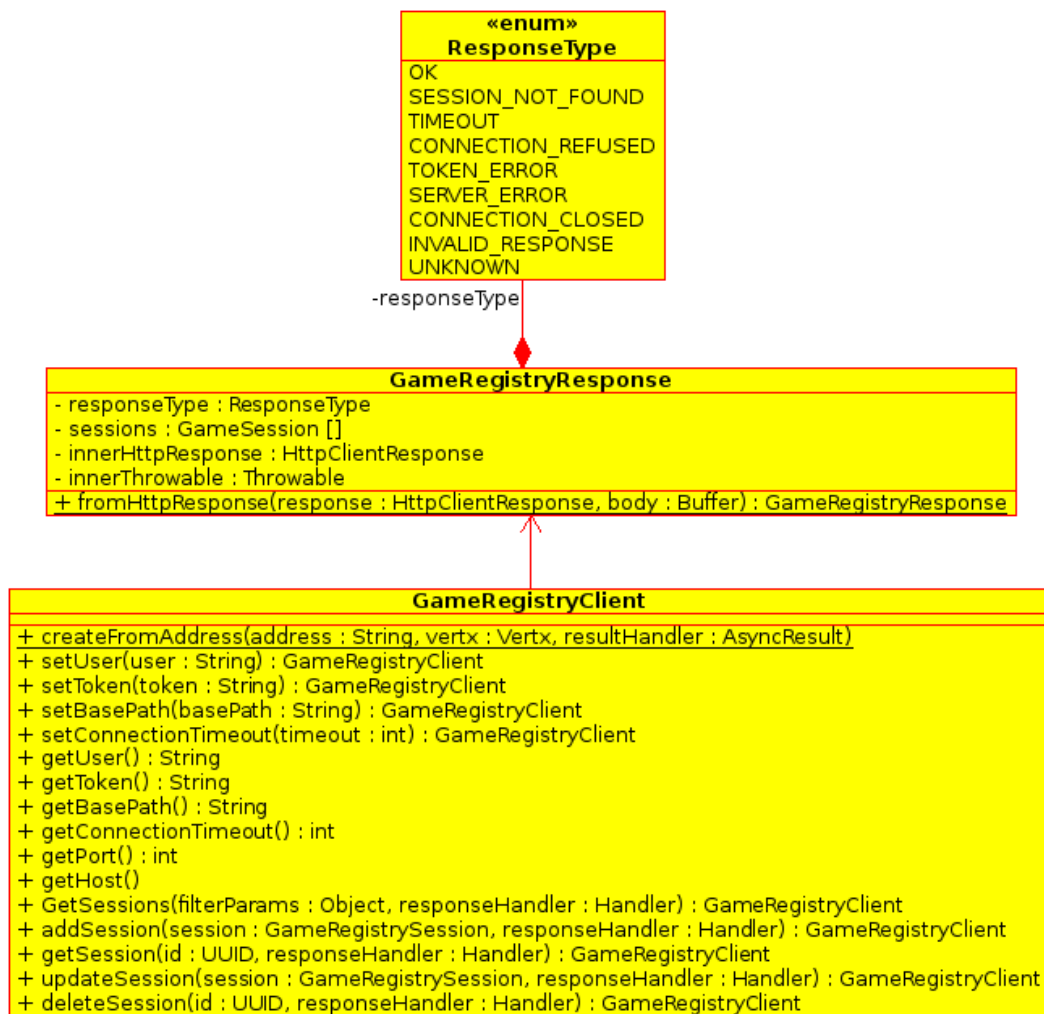 «enum»
ResponseType
OK
SESSION_NOT_FOUND
TIMEOUT
CONNECTION_REFUSED
TOKEN_ERROR
SERVER_ERROR
CONNECTION_CLOSED
INVALID_RESPONSE
UNKNOWN
-responseType
GameRegistryResponse
- responseType : ResponseType
- sessions : GameSession []
- innerHttpResponse : HttpClientResponse
- innerThrowable : Throwable
+ fromHttpResponse(response : HttpClientResponse, body : Buffer) : GameRegistryResponse
GameRegistryClient
+ createFromAddress(address : String, vertx : Vertx, resultHandler : AsyncResult)
+ setUser(user : String) : GameRegistryClient
+ setToken(token : String) : GameRegistryClient
+ setBasePath(basePath : String) : GameRegistryClient
+ setConnectionTimeout(timeout : int) : GameRegistryClient
+ getUser() : String
+ getToken() : String
+ getBasePath() : String
+ getConnectionTimeout() : int
+ getPort() : int
+ getHost()
+ GetSessions(filterParams : Object, responseHandler : Handler) : GameRegistryClient
+ addSession(session : GameRegistrySession, responseHandler : Handler) : GameRegistryClient
+ getSession(id : UUID, responseHandler : Handler) : GameRegistryClient
+ updateSession(session : GameRegistrySession, responseHandler : Handler) : GameRegistryClient
+ deleteSession(id : UUID, responseHandler : Handler) : GameRegistryClient